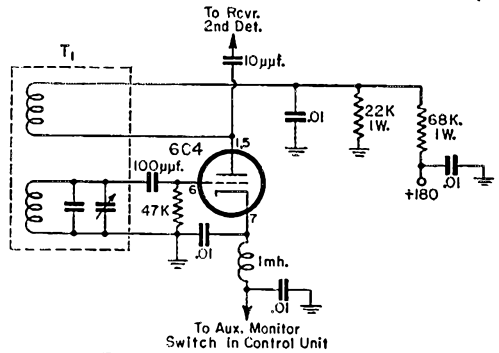 To Rcvr.
2nd Det.
10μμf.
T1
.01
22K
1W.
68K.
1W.
.01
+180
6C4
1,5
100μμf.
6
47K
7
.01
1mh.
.01
To Aux. Monitor
Switch in Control Unit